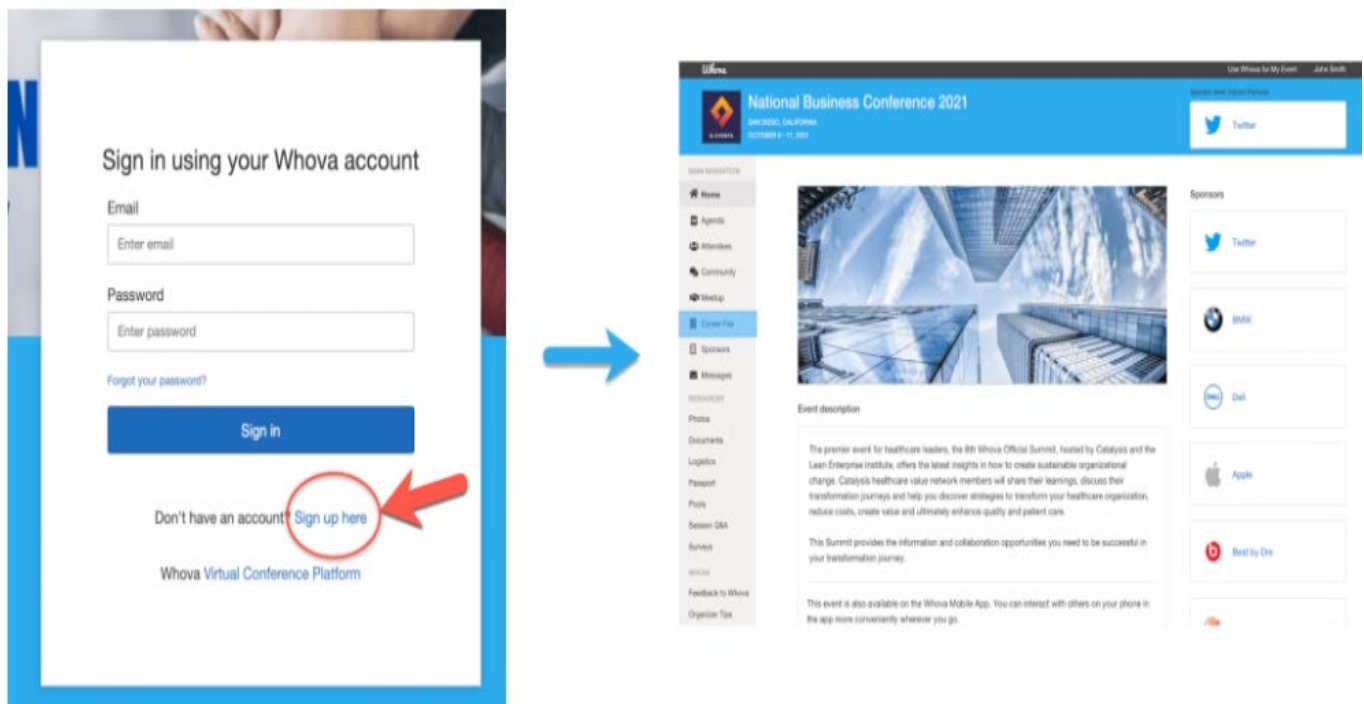 N
Sign in using your Whova account
Email
Enter email
Password
Enter password
Forgot your password?
Sign in
Don't have an account? Sign up here
Whova Virtual Conference Platform
Whova
Use Whova for My Event
John Smith
National Business Conference 2021
SAN DIEGO, CALIFORNIA
OCTOBER
11, 2021
Twitter
MAIN NAVIGATION
Home
Agenda
Attendees
Community
Meetup
Career Fair
Sponsors
Messages
RESOURCES
Photos
Documents
Logistics
Passport
Polls
Session Q&A
Surveys
WHOVA
Feedback to Whova
Organizer Tips
Event description
The premier event for healthcare leaders, the 8th Whova Official Summit, hosted by Catalysis and the
Lean Enterprise Institute, offers the latest insights in how to create sustainable organizational
change. Catalysis healthcare value network members will share their learnings, discuss their
transformation journeys and help you discover strategies to transform your healthcare organization,
reduce costs, create value and ultimately enhance quality and patient care.
This Summit provides the information and collaboration opportunities you need to be successful in
your transformation journey.
This event is also available on the Whova Mobile App. You can interact with others on your phone in
the app more conveniently wherever you go.
Sponsors
Twitter
BMW
DELL
Dell
Apple
Beat by Dre